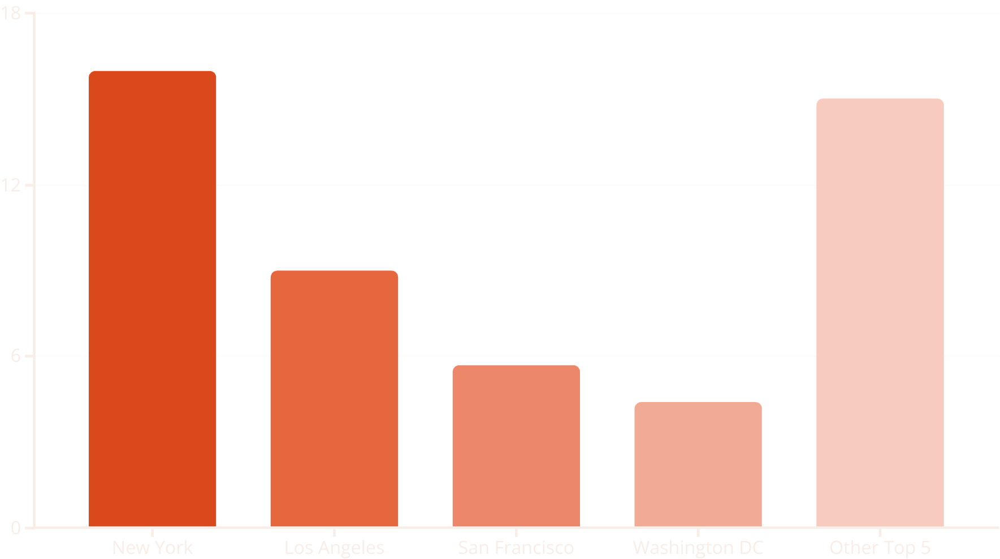 18
12
6
0
New York
Los Angeles
San Francisco
Washington DC
Other Top 5